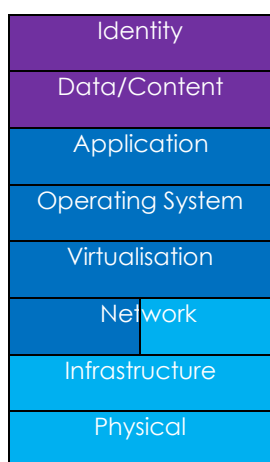 Identity
Data/Content
Application
Operating System
Virtualisation
Network
Infrastructure
Physical